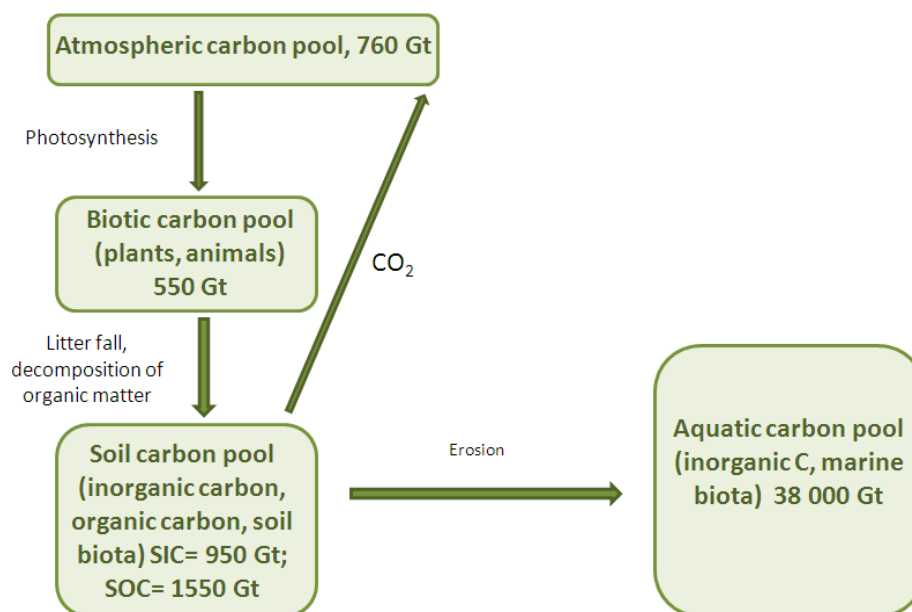 Atmospheric carbon pool, 760 Gt
Photosynthesis
Biotic carbon pool
(plants, animals)
550 Gt
CO₂
Litter fall,
decomposition of
organic matter
Soil carbon pool
(inorganic carbon,
organic carbon, soil
biota) SIC= 950 Gt;
SOC= 1550 Gt
Erosion
Aquatic carbon pool
(inorganic C, marine
biota) 38 000 Gt